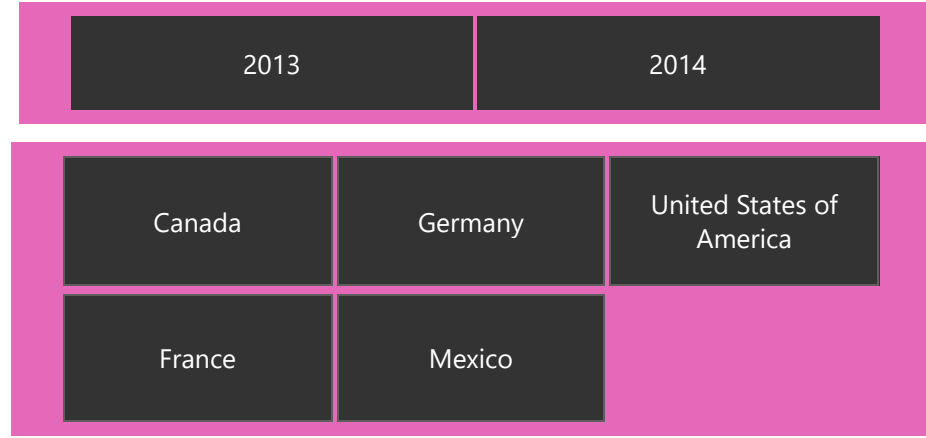 2013
2014
Canada
Germany
United States of
America
France
Mexico